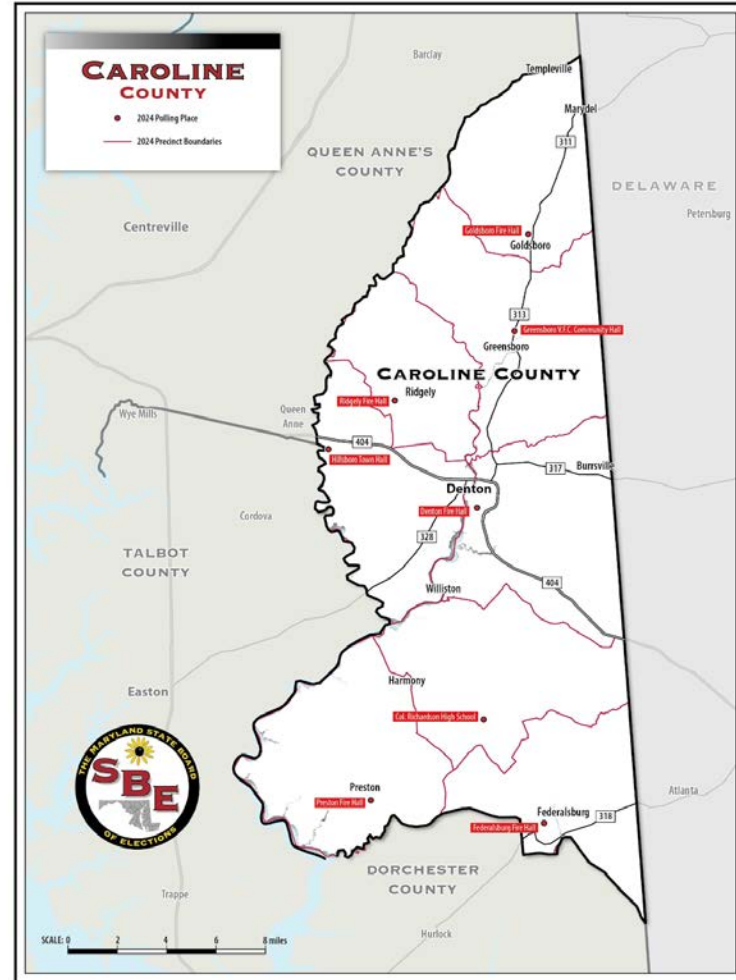 CAROLINE
COUNTY
2024 Polling Place
2024 Precinct Boundaries
Barclay
Templeville
Marydel
311
QUEEN ANNE'S
COUNTY
DELAWARE
Petersburg
Centreville
Goldsboro Fire Hall
Goldsboro
313
Greensboro V.F.C. Community Hall
Greensboro
CAROLINE COUNTY
Ridgely
Ridgely Fire Hall
Wye Mills
Queen
Anne
404
Hillsboro Town Hall
317
Burrsville
Denton
Denton Fire Hall
Cordova
328
TALBOT
COUNTY
404
Williston
Harmony
Easton
Col. Richardson High School
THE MARYLAND STATE BOARD
SBE
OF ELECTIONS
Preston
Preston Fire Hall
Atlanta
Federalsburg
318
Federalsburg Fire Hall
DORCHESTER
COUNTY
Trappe
Hurlock
SCALE: 0 2 4 6 8 miles